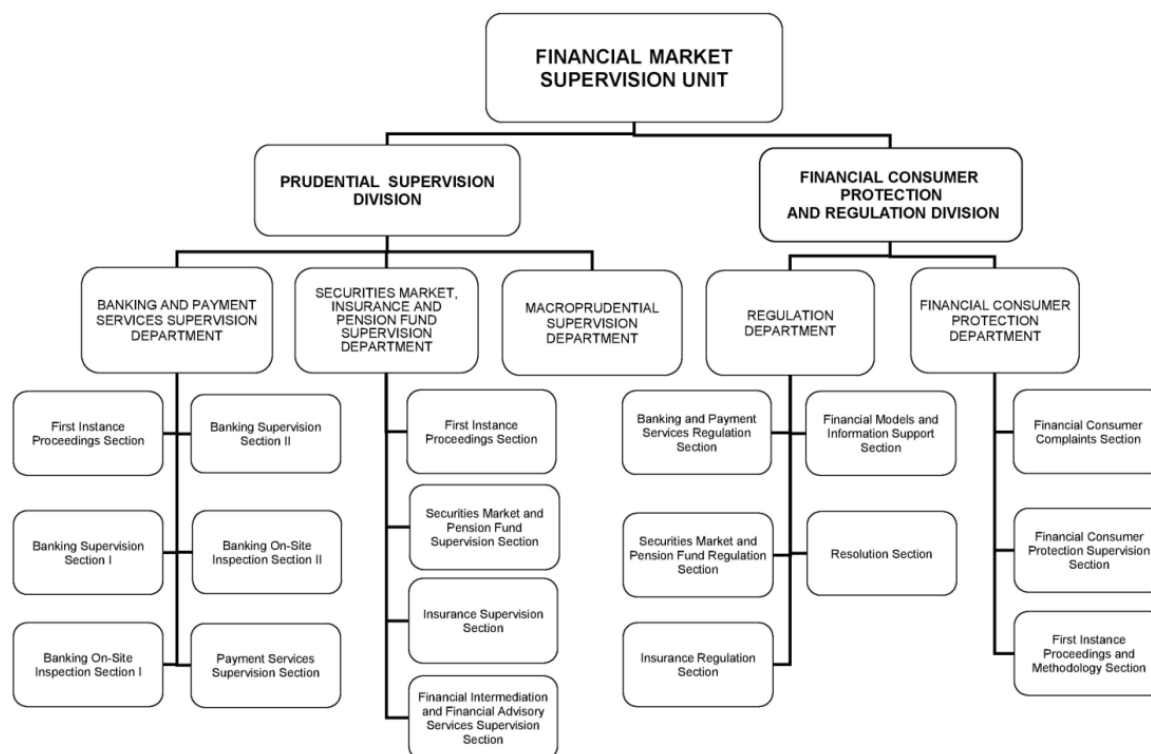 FINANCIAL MARKET
SUPERVISION UNIT
PRUDENTIAL SUPERVISION
DIVISION
FINANCIAL CONSUMER
PROTECTION
AND REGULATION DIVISION
BANKING AND PAYMENT
SERVICES SUPERVISION
DEPARTMENT
SECURITIES MARKET,
INSURANCE AND
PENSION FUND
SUPERVISION
DEPARTMENT
MACROPRUDENTIAL
SUPERVISION
DEPARTMENT
REGULATION
DEPARTMENT
FINANCIAL CONSUMER
PROTECTION
DEPARTMENT
First Instance
Proceedings Section
Banking Supervision
Section II
Banking Supervision
Section I
Banking On-Site
Inspection Section II
Banking On-Site
Inspection Section I
Payment Services
Supervision Section
First Instance
Proceedings Section
Securities Market and
Pension Fund
Supervision Section
Insurance Supervision
Section
Financial Intermediation
and Financial Advisory
Services Supervision
Section
Banking and Payment
Services Regulation
Section
Financial Models and
Information Support
Section
Securities Market and
Pension Fund Regulation
Section
Resolution Section
Insurance Regulation
Section
Financial Consumer
Complaints Section
Financial Consumer
Protection Supervision
Section
First Instance
Proceedings and
Methodology Section